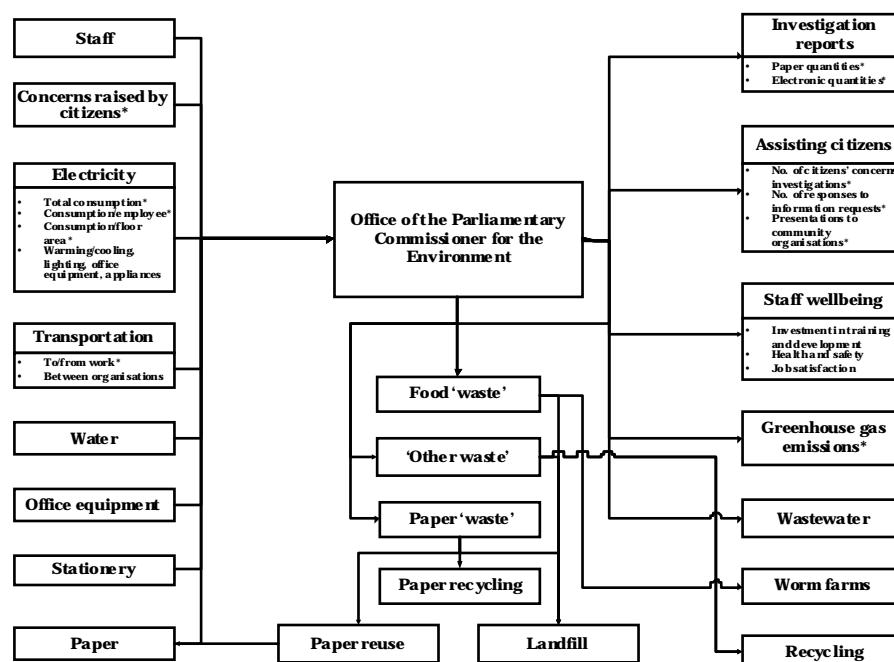 Staff
Concerns raised by
citizens*
Electricity
• Total consumption*
• Consumption/employee*
• Consumption/floor
area*
• Warming/cooling,
lighting, office
equipment, appliances
Transportation
• To/from work*
• Between organisations
Water
Office equipment
Stationery
Paper
Office of the Parliamentary
Commissioner for the
Environment
Food ‘waste’
‘Other waste’
Paper ‘waste’
Paper recycling
Paper reuse
Landfill
Investigation
reports
• Paper quantities*
• Electronic quantities*
Assisting citizens
• No. of citizens’ concerns
investigations*
• No. of responses to
information requests*
• Presentations to
community
organisations*
Staff wellbeing
• Investment in training
and development
• Health and safety
• Job satisfaction
Greenhouse gas
emissions*
Wastewater
Worm farms
Recycling